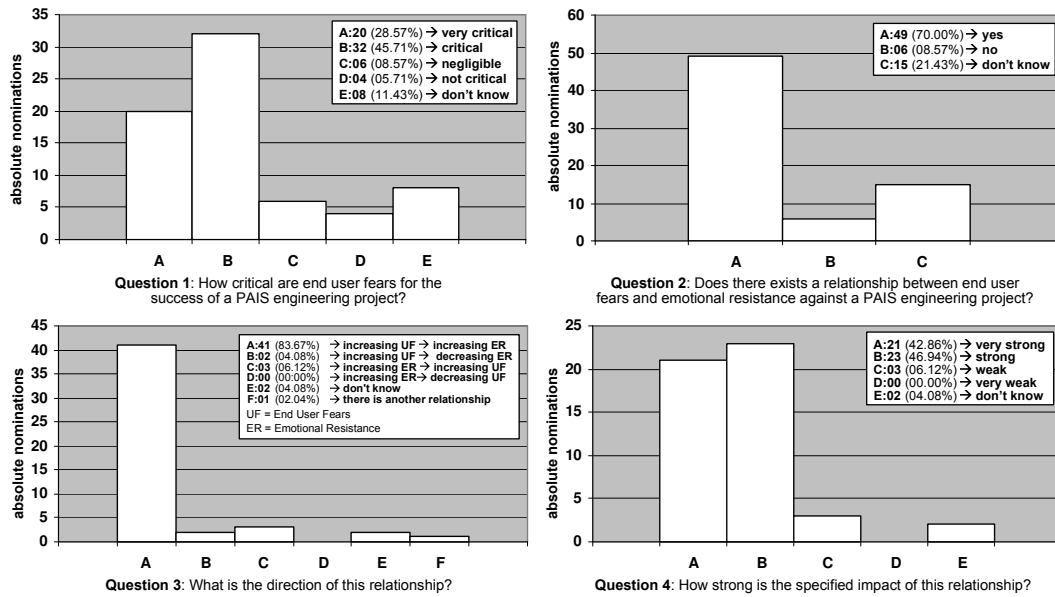 absolute nominations
35
30
25
20
15
10
5
0
A:20 (28.57%)→ very critical
B:32 (45.71%)→ critical
C:06 (08.57%)→ negligible
D:04 (05.71%)→ not critical
E:08 (11.43%)→ don't know
A B C D E
Question 1: How critical are end user fears for the
success of a PAIS engineering project?
absolute nominations
60
50
40
30
20
10
0
A:49 (70.00%)→ yes
B:06 (08.57%)→ no
C:15 (21.43%)→ don't know
A B C
Question 2: Does there exists a relationship between end user
fears and emotional resistance against a PAIS engineering project?
absolute nominations
45
40
35
30
25
20
15
10
5
0
A:41 (83.67%) → increasing UF → increasing ER
B:02 (04.08%) → increasing UF → decreasing ER
C:03 (06.12%) → increasing ER → increasing UF
D:00 (00.00%) → increasing ER→ decreasing UF
E:02 (04.08%) → don't know
F:01 (02.04%) → there is another relationship
UF = End User Fears
ER = Emotional Resistance
A B C D E F
Question 3: What is the direction of this relationship?
absolute nominations
25
20
15
10
5
0
A:21 (42.86%)→ very strong
B:23 (46.94%)→ strong
C:03 (06.12%)→ weak
D:00 (00.00%)→ very weak
E:02 (04.08%)→ don't know
A B C D E
Question 4: How strong is the specified impact of this relationship?